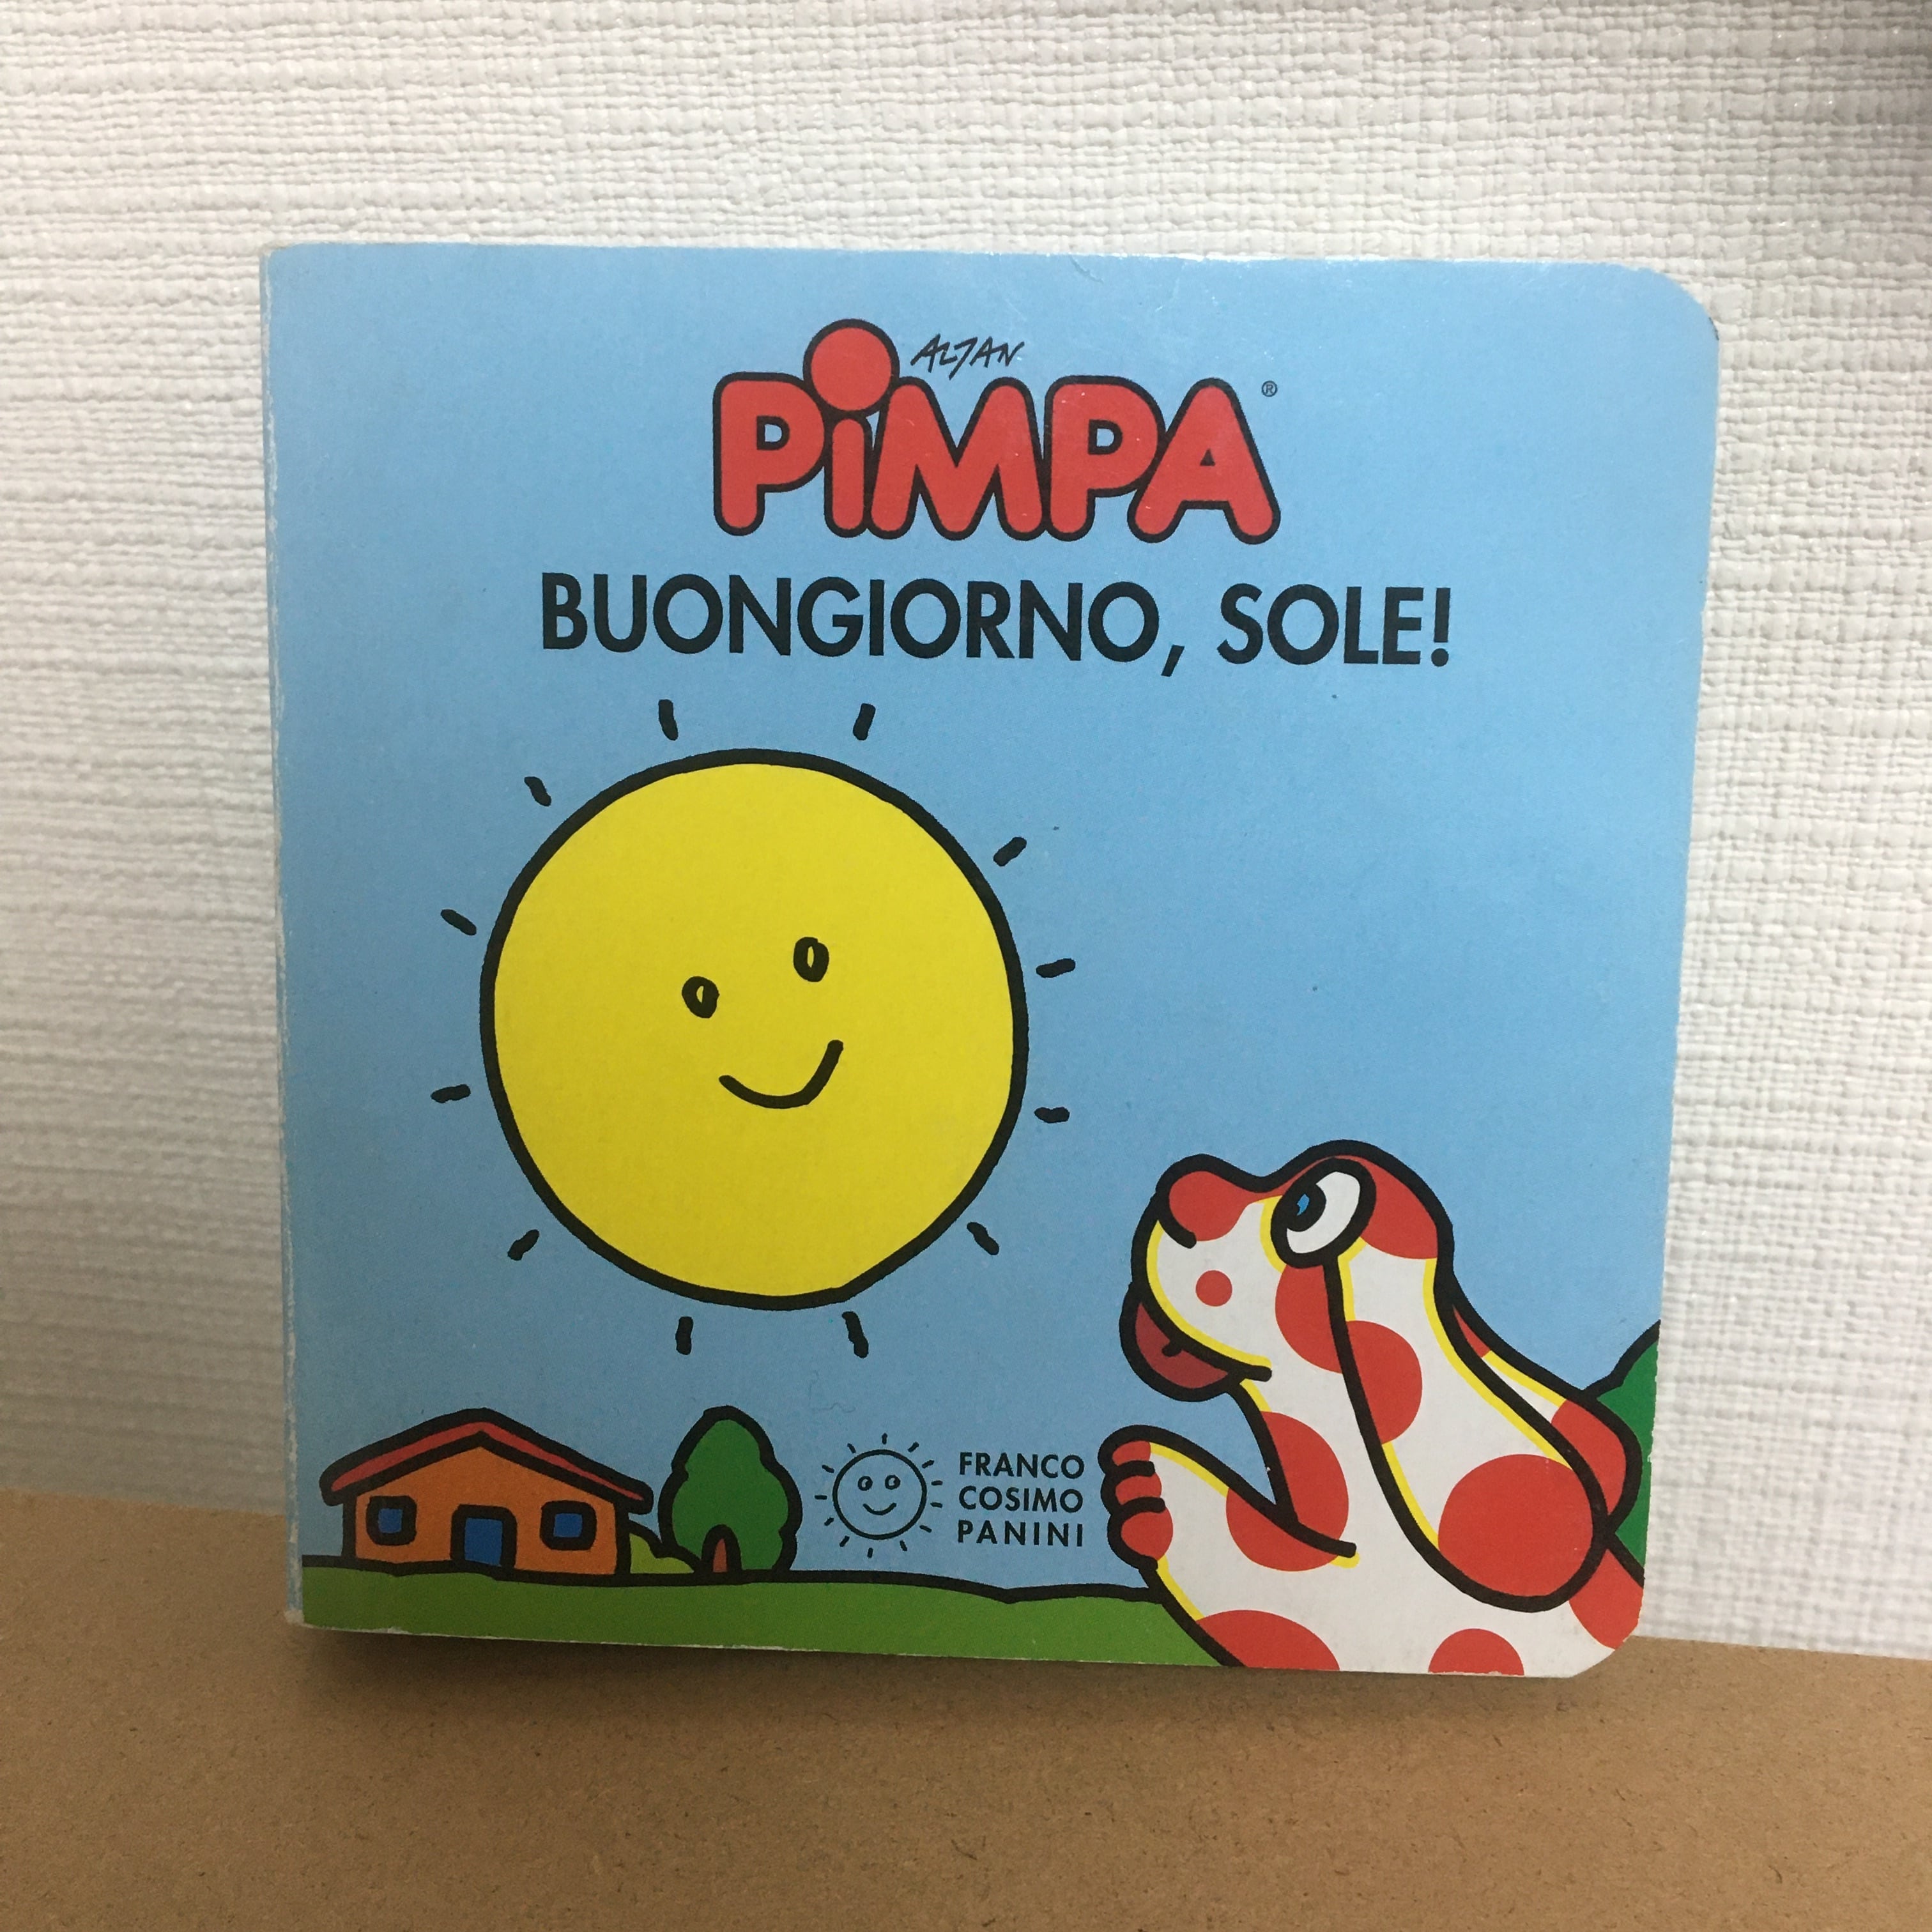 ALTAN
PiMPA®
BUONGIORNO, SOLE!
FRANCO
COSIMO
PANINI